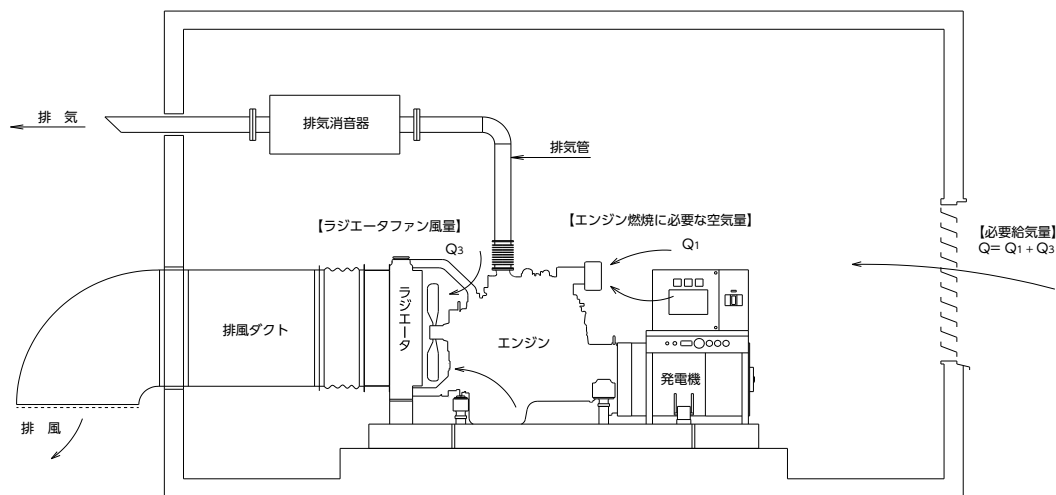 排 気
排気消音器
排気管
【ラジエータファン風量】
Q3
【エンジン燃焼に必要な空気量】
Q1
【必要給気量】
Q= Q1 + Q3
排風ダクト
ラジエータ
エンジン
発電機
排 風